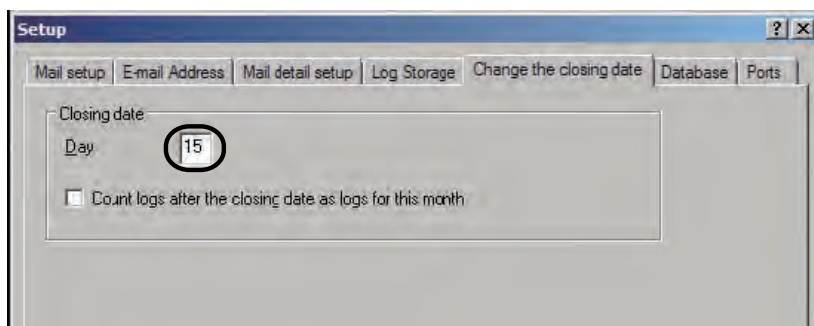 Setup
Mail setup E-mail Address Mail detail setup Log Storage Change the closing date Database Ports
Closing date
Day 15
Count logs after the closing date as logs for this month